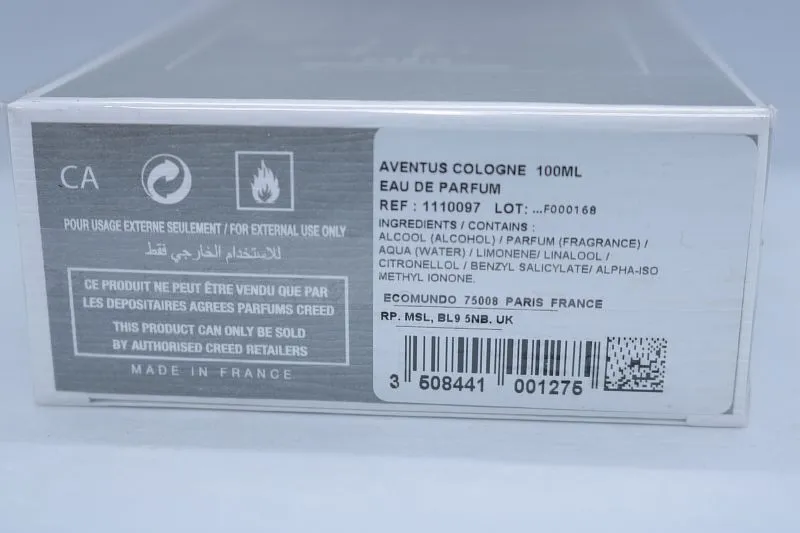 CA
POUR USAGE EXTERNE SEULEMENT / FOR EXTERNAL USE ONLY
للاستخدام الخارجي فقط
CE PRODUIT NE PEUT ÊTRE VENDU QUE PAR
LES DEPOSITAIRES AGREES PARFUMS CREED
THIS PRODUCT CAN ONLY BE SOLD
BY AUTHORISED CREED RETAILERS
MADE IN FRANCE
AVENTUS COLOGNE 100ML
EAU DE PARFUM
REF : 1110097 LOT: ...F000168
INGREDIENTS / CONTAINS :
ALCOOL (ALCOHOL) / PARFUM (FRAGRANCE) /
AQUA (WATER) / LIMONENE/ LINALOOL /
CITRONELLOL / BENZYL SALICYLATE/ ALPHA-ISO
METHYL IONONE.
ECOMUNDO 75008 PARIS FRANCE
RP. MSL, BL9 5NB. UK
3 508441 001275